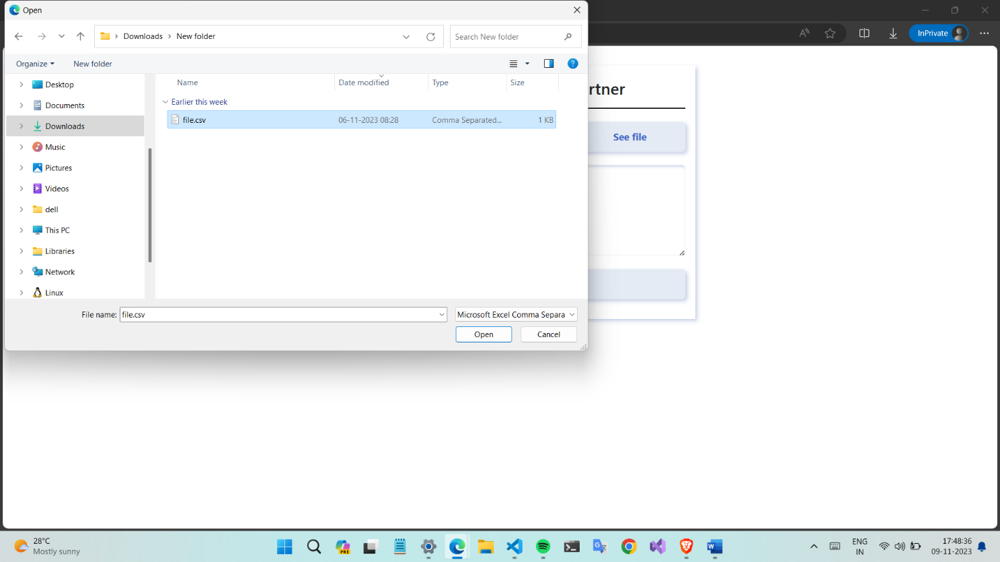 Open
InPrivate
Downloads
New folder
Search New folder
Organize
New folder
Name
Date modified
Type
Size
Desktop
Documents
Downloads
Music
Pictures
Videos
dell
This PC
Libraries
Network
Linux
Earlier this week
file.csv 06-11-2023 08:28 Comma Separated... 1 KB
File name: file.csv
Microsoft Excel Comma Separa
Open
Cancel
rtner
See file
28°C
Mostly sunny
PRE
ENG
IN
17:48:36
09-11-2023